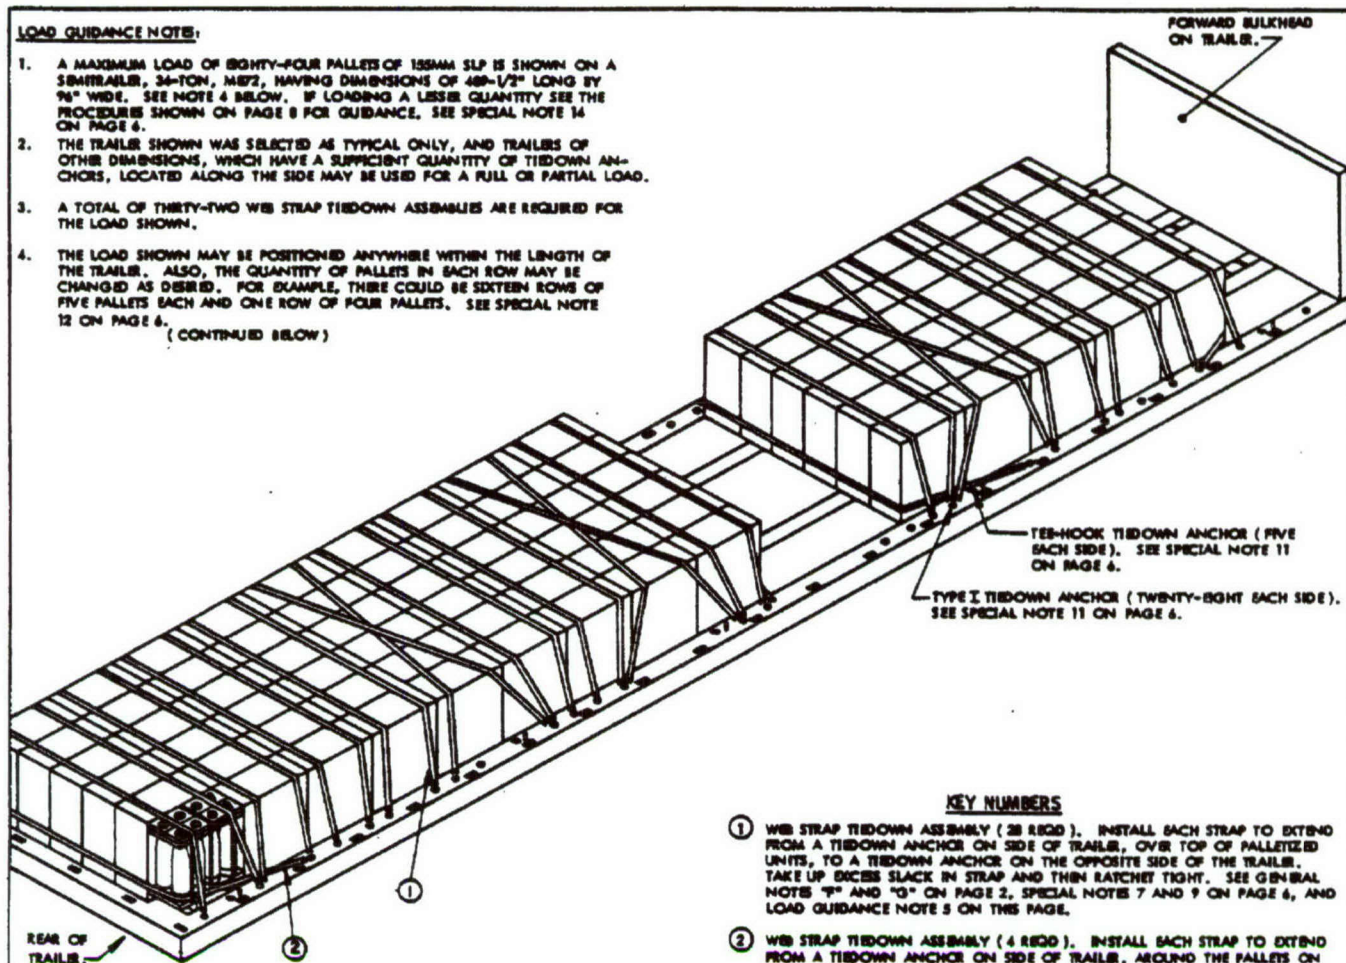 LOAD GUIDANCE NOTES:
1. A MAXIMUM LOAD OF EIGHTY-FOUR PALLETS OF 155MM SLP IS SHOWN ON A
SEMITRAILER, 34-TON, M872, HAVING DIMENSIONS OF 489-1/2" LONG BY
96" WIDE. SEE NOTE 4 BELOW. IF LOADING A LESSER QUANTITY SEE THE
PROCEDURES SHOWN ON PAGE 8 FOR GUIDANCE. SEE SPECIAL NOTE 14
ON PAGE 6.
2. THE TRAILER SHOWN WAS SELECTED AS TYPICAL ONLY, AND TRAILERS OF
OTHER DIMENSIONS, WHICH HAVE A SUFFICIENT QUANTITY OF TIEDOWN AN-
CHORS, LOCATED ALONG THE SIDE MAY BE USED FOR A FULL OR PARTIAL LOAD.
3. A TOTAL OF THIRTY-TWO WEB STRAP TIEDOWN ASSEMBLIES ARE REQUIRED FOR
THE LOAD SHOWN.
4. THE LOAD SHOWN MAY BE POSITIONED ANYWHERE WITHIN THE LENGTH OF
THE TRAILER. ALSO, THE QUANTITY OF PALLETS IN EACH ROW MAY BE
CHANGED AS DESIRED. FOR EXAMPLE, THERE COULD BE SIXTEEN ROWS OF
FIVE PALLETS EACH AND ONE ROW OF FOUR PALLETS. SEE SPECIAL NOTE
12 ON PAGE 6.
(CONTINUED BELOW)
FORWARD BULKHEAD
ON TRAILER.
TEE-HOOK TIEDOWN ANCHOR (FIVE
EACH SIDE). SEE SPECIAL NOTE 11
ON PAGE 6.
TYPE I TIEDOWN ANCHOR (TWENTY-EIGHT EACH SIDE).
SEE SPECIAL NOTE 11 ON PAGE 6.
1
2
REAR OF
TRAILER.
KEY NUMBERS
1 WEB STRAP TIEDOWN ASSEMBLY (28 REQD). INSTALL EACH STRAP TO EXTEND
FROM A TIEDOWN ANCHOR ON SIDE OF TRAILER, OVER TOP OF PALLETIZED
UNITS, TO A TIEDOWN ANCHOR ON THE OPPOSITE SIDE OF THE TRAILER.
TAKE UP EXCESS SLACK IN STRAP AND THEN RATCHET TIGHT. SEE GENERAL
NOTES "F" AND "G" ON PAGE 2, SPECIAL NOTES 7 AND 9 ON PAGE 6, AND
LOAD GUIDANCE NOTE 5 ON THIS PAGE.
2 WEB STRAP TIEDOWN ASSEMBLY (4 REQD). INSTALL EACH STRAP TO EXTEND
FROM A TIEDOWN ANCHOR ON SIDE OF TRAILER, AROUND THE PALLETS ON